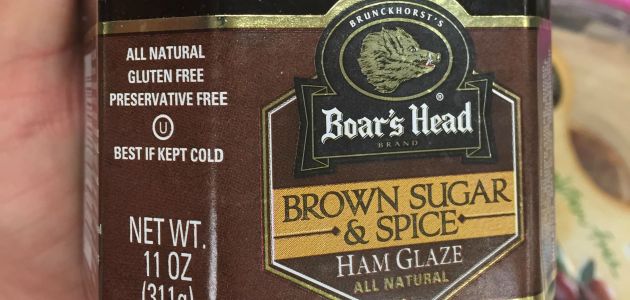 ALL NATURAL
GLUTEN FREE
PRESERVATIVE FREE
U
BEST IF KEPT COLD
NET WT.
11 OZ
(311g)
BRUNCKHORST'S
®
Boar's Head
BRAND
BROWN SUGAR
& SPICE
HAM GLAZE
ALL NATURAL